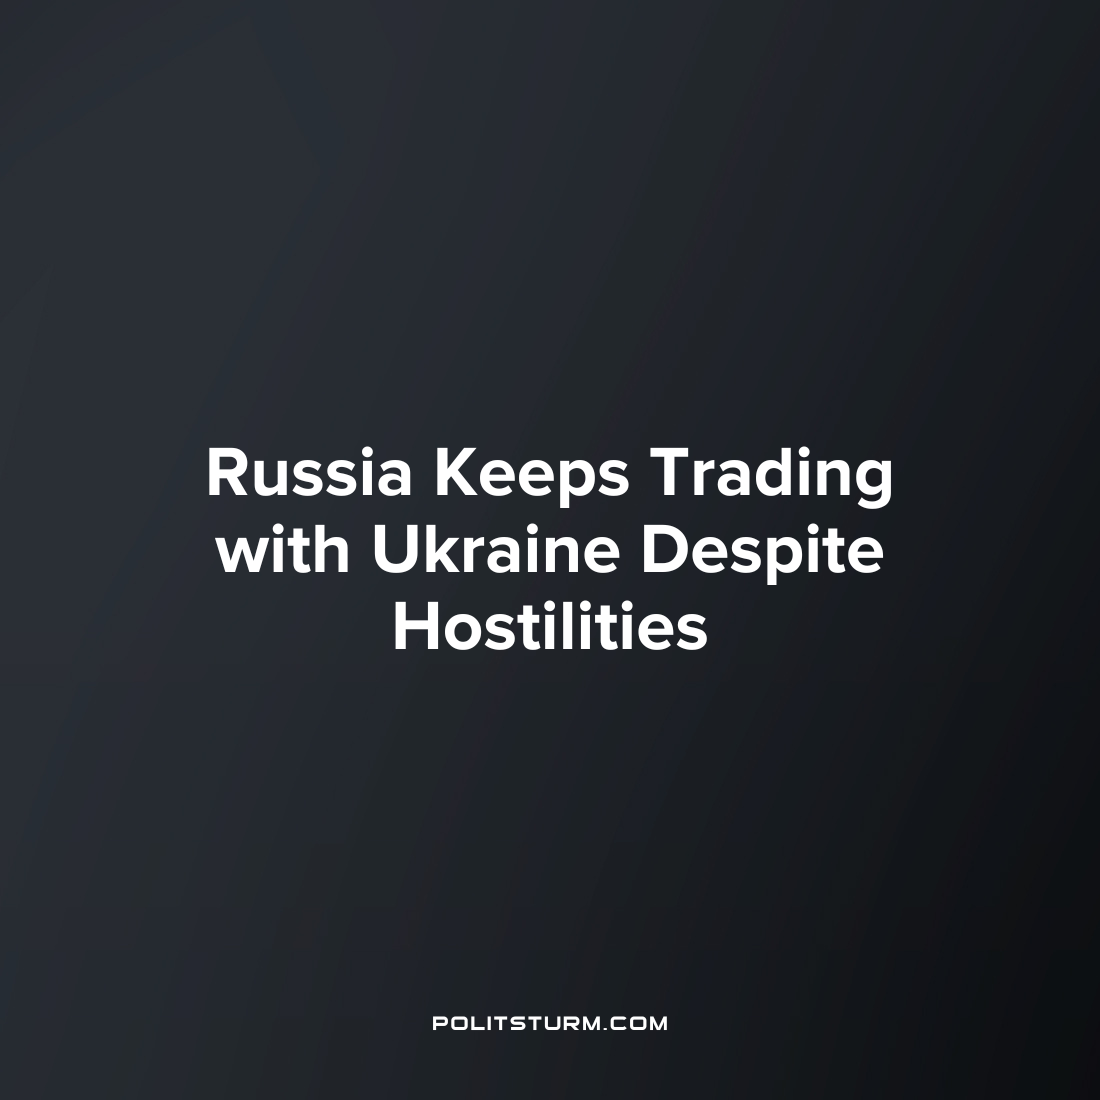 Russia Keeps Trading
with Ukraine Despite
Hostilities
POLITSTURM.COM